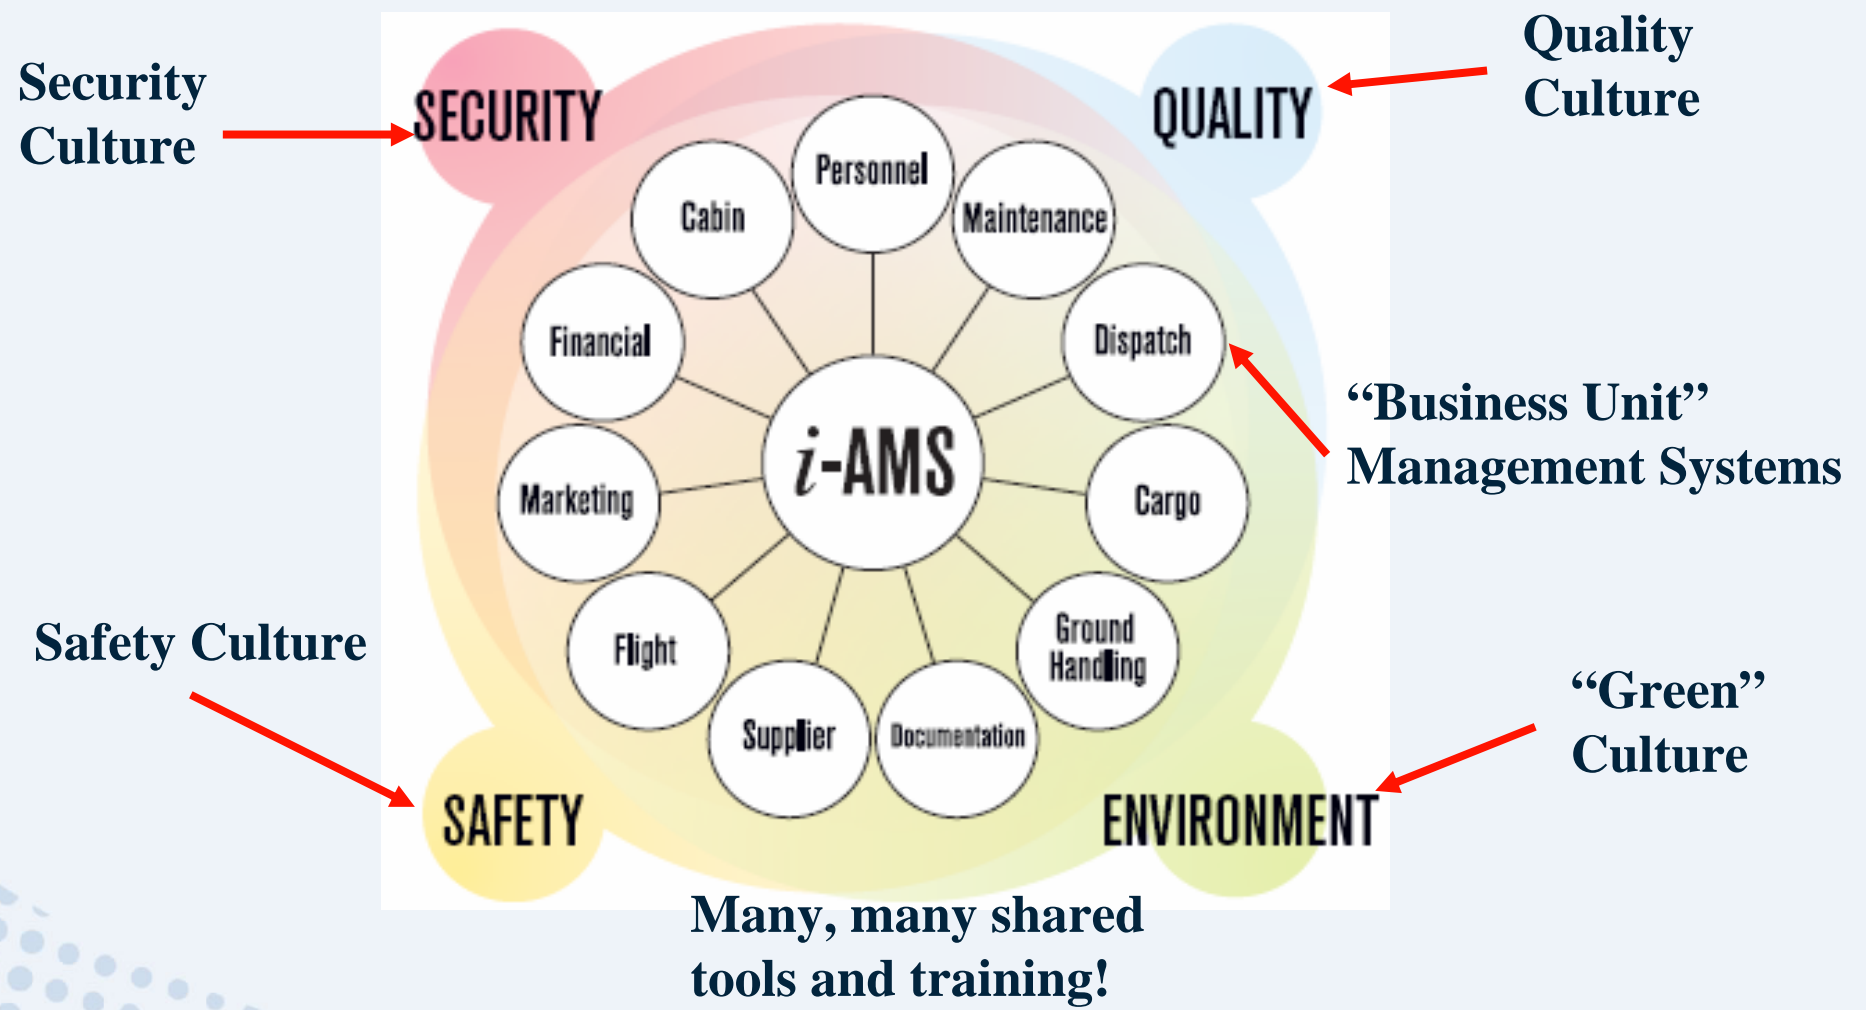 Security
Culture
SECURITY
QUALITY
Quality
Culture
Personnel
Cabin
Maintenance
Financial
Dispatch
“Business Unit”
Management Systems
i-AMS
Marketing
Cargo
Safety Culture
Flight
Ground
Handling
Supplier
Documentation
“Green”
Culture
SAFETY
ENVIRONMENT
Many, many shared
tools and training!